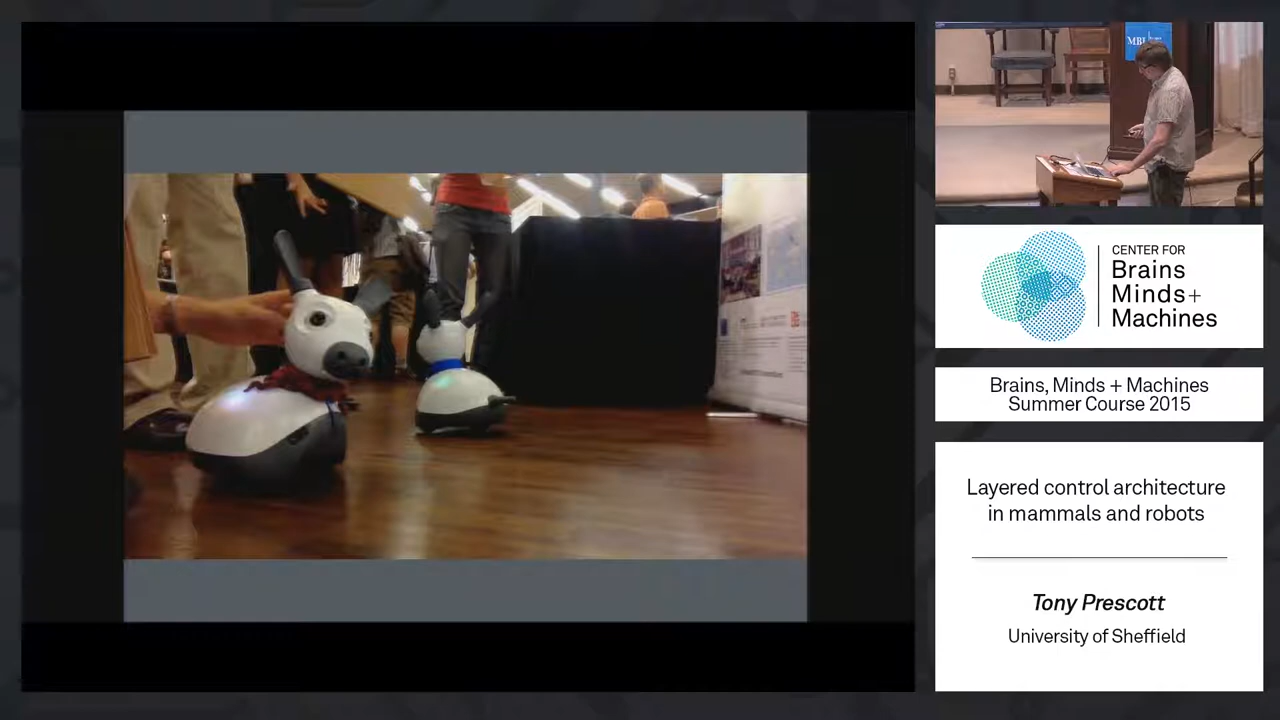 MBL
CENTER FOR
Brains
Minds+
Machines
Brains, Minds + Machines
Summer Course 2015
Layered control architecture
in mammals and robots
Tony Prescott
University of Sheffield